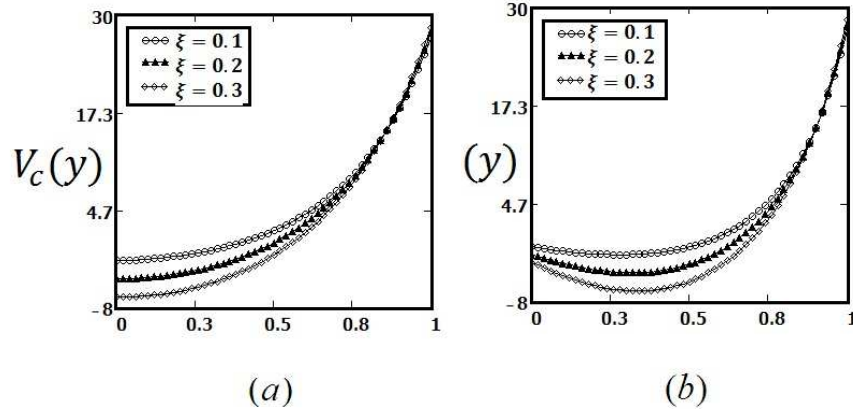 30
ξ = 0.1
ξ = 0.2
ξ = 0.3
17.3
V_c(y)
4.7
-8
0 0.3 0.5 0.8 1
(a)
30
ξ = 0.1
ξ = 0.2
ξ = 0.3
17.3
(y)
4.7
-8
0 0.3 0.5 0.8 1
(b)